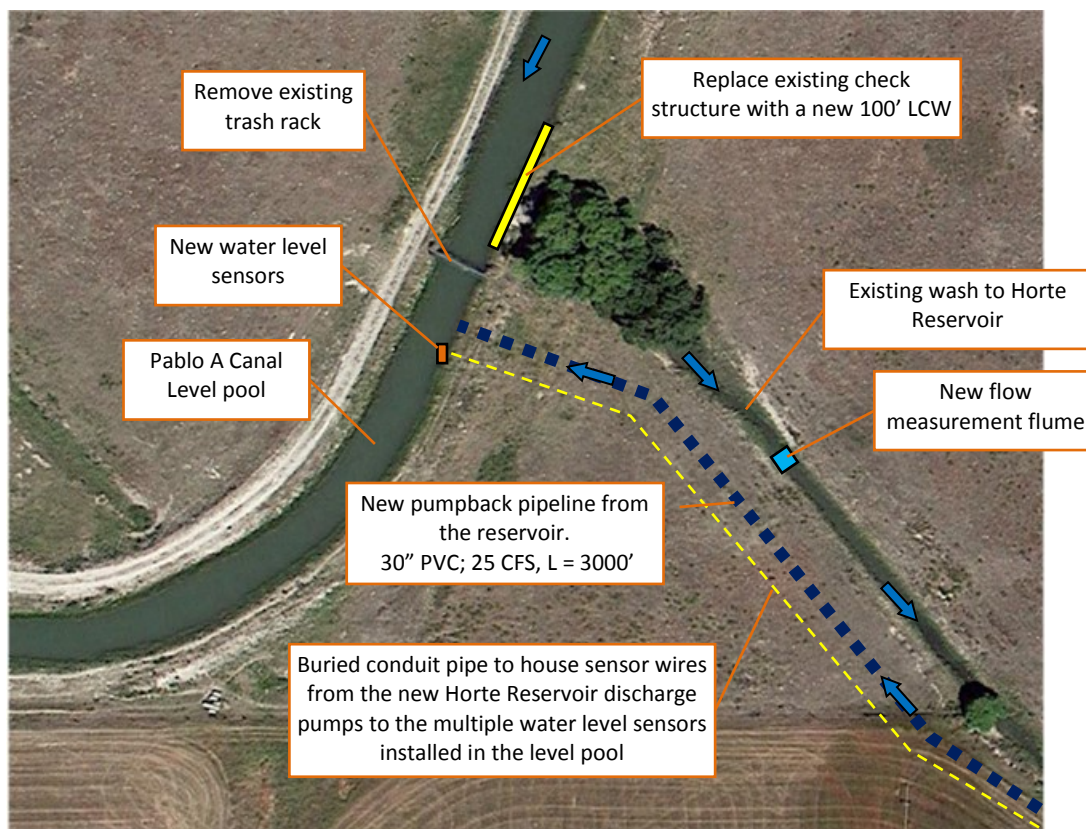 Remove existing
trash rack
Replace existing check
structure with a new 100’ LCW
New water level
sensors
Existing wash to Horte
Reservoir
Pablo A Canal
Level pool
New flow
measurement flume
New pumpback pipeline from
the reservoir.
30” PVC; 25 CFS, L = 3000’
Buried conduit pipe to house sensor wires
from the new Horte Reservoir discharge
pumps to the multiple water level sensors
installed in the level pool